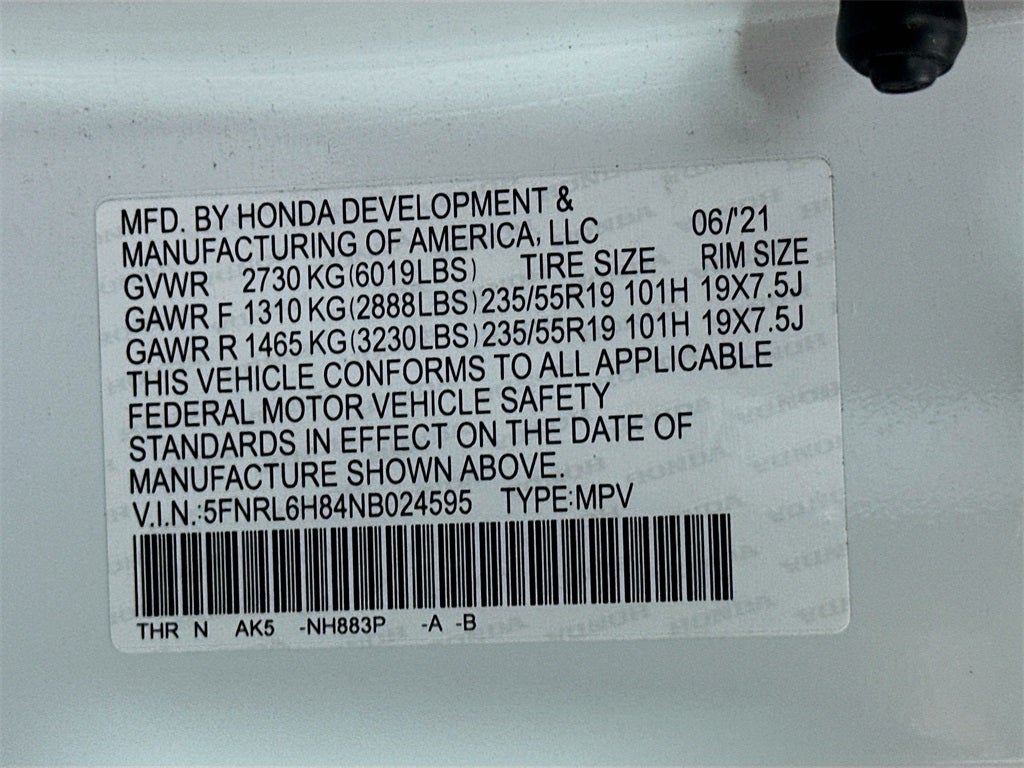 MFD. BY HONDA DEVELOPMENT &
MANUFACTURING OF AMERICA, LLC 06/'21
GVWR 2730 KG(6019LBS) TIRE SIZE RIM SIZE
GAWR F 1310 KG(2888LBS)235/55R19 101H 19X7.5J
GAWR R 1465 KG(3230LBS)235/55R19 101H 19X7.5J
THIS VEHICLE CONFORMS TO ALL APPLICABLE
FEDERAL MOTOR VEHICLE SAFETY
STANDARDS IN EFFECT ON THE DATE OF
MANUFACTURE SHOWN ABOVE.
V.I.N.:5FNRL6H84NB024595 TYPE:MPV
THR N AK5 -NH883P -A -B